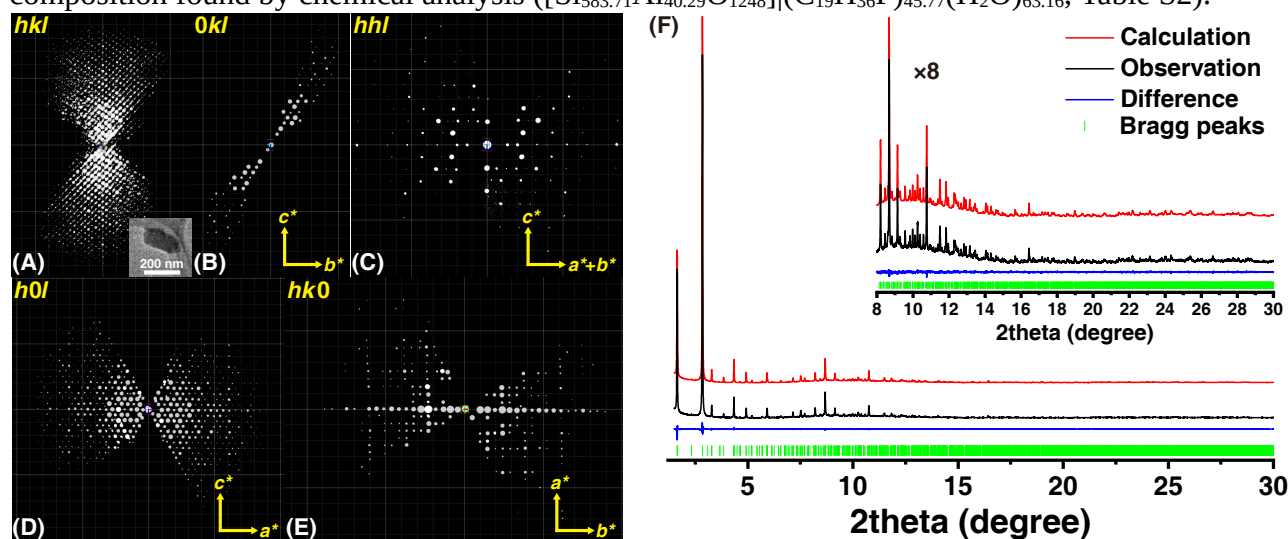 composition found by chemical analysis ([Si583.71Al40.29O1248]|(C19H36P)45.77(H2O)63.16, Table S2).
hkl 0kl hhl
(F)
Calculation
×8
Observation
Difference
Bragg peaks
c* c*
200 nm
(A) (B) b* (C) a*+b*
8 10 12 14 16 18 20 22 24 26 28 30
2theta (degree)
h0l hk0
c* a*
(D) a* (E) b*
5 10 15 20 25 30
2theta (degree)